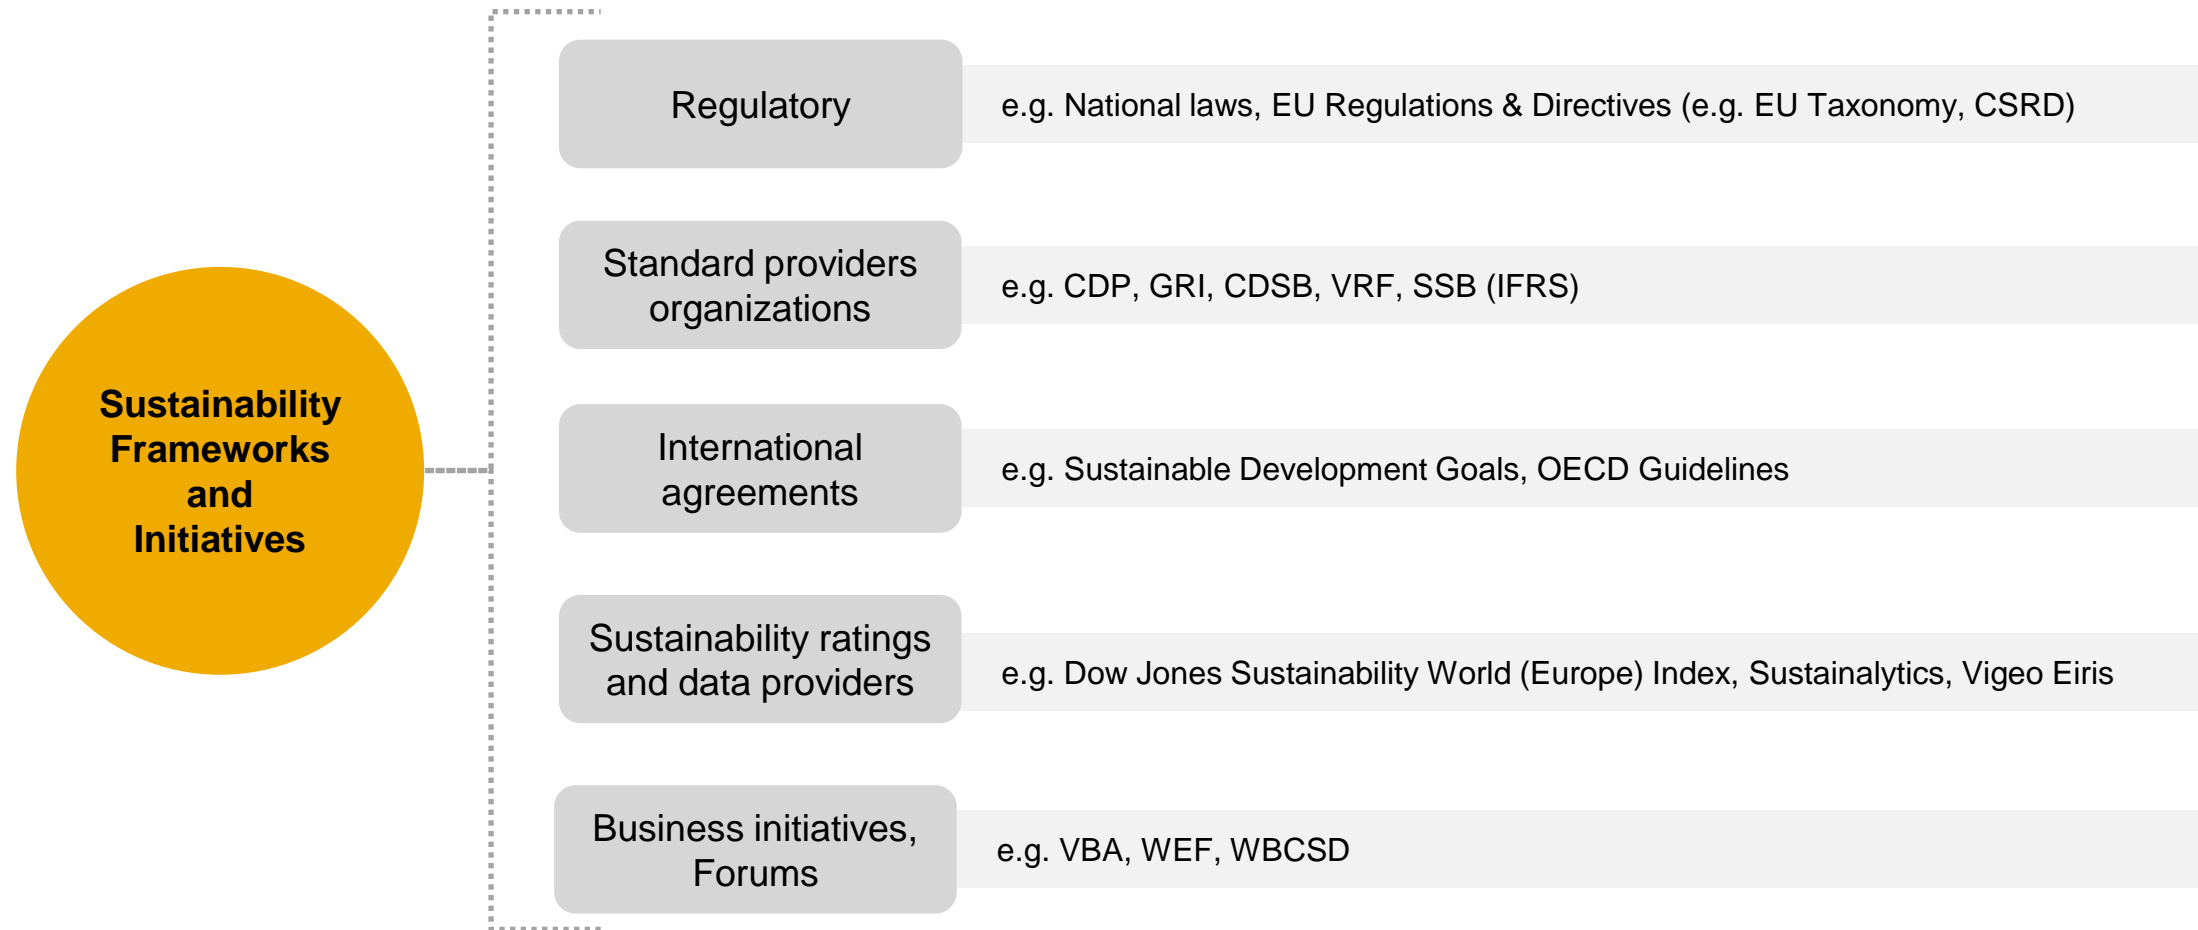 Sustainability
Frameworks
and
Initiatives
Regulatory
e.g. National laws, EU Regulations & Directives (e.g. EU Taxonomy, CSRD)
Standard providers
organizations
e.g. CDP, GRI, CDSB, VRF, SSB (IFRS)
International
agreements
e.g. Sustainable Development Goals, OECD Guidelines
Sustainability ratings
and data providers
e.g. Dow Jones Sustainability World (Europe) Index, Sustainalytics, Vigeo Eiris
Business initiatives,
Forums
e.g. VBA, WEF, WBCSD